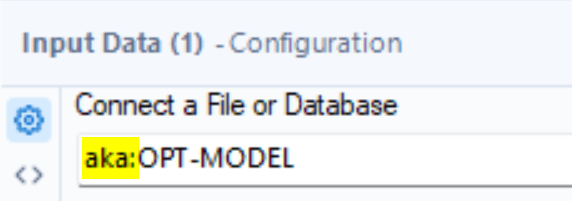 Input Data (1) - Configuration
Connect a File or Database
aka:OPT-MODEL